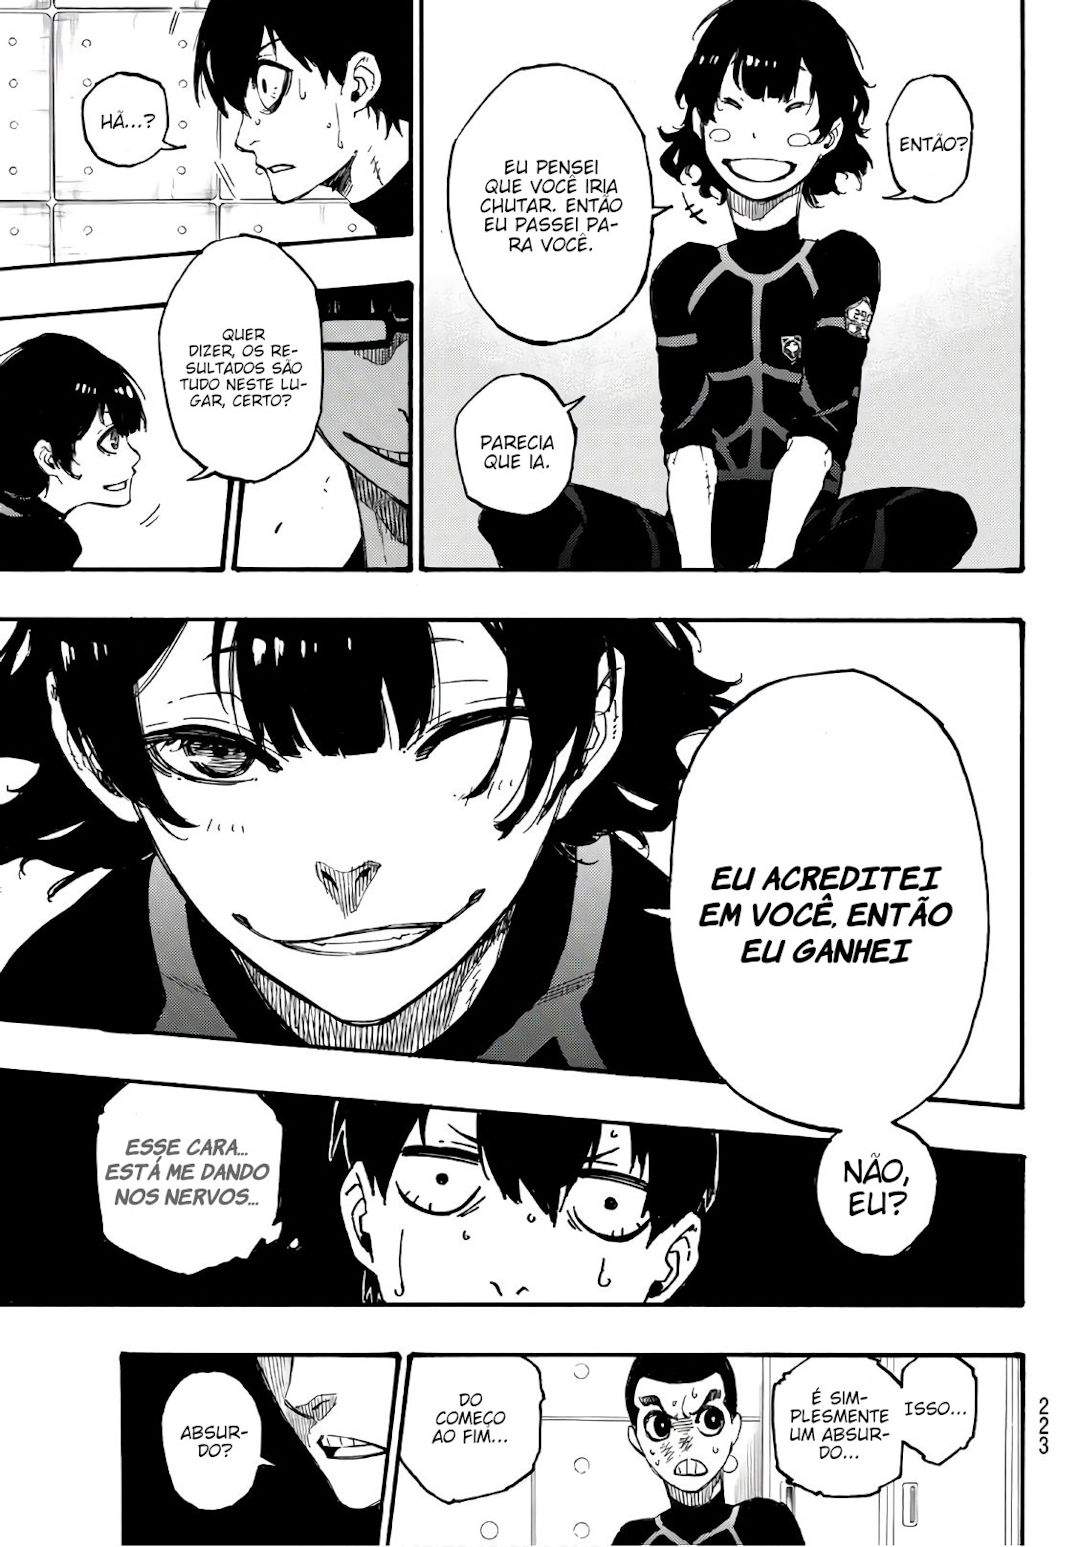 ENTÃO?
EU PENSEI
QUE VOCÊ IRIA
CHUTAR. ENTÃO
EU PASSEI PA-
RA VOCÊ.
PARECIA
QUE IA.
290
HÃ...?
QUER
DIZER, OS RE-
SULTADOS SÃO
TUDO NESTE LU-
GAR, CERTO?
EU ACREDITEI
EM VOCÊ, ENTÃO
EU GANHEI
NÃO,
EU?
ESSE CARA...
ESTÁ ME DANDO
NOS NERVOS...
ISSO...
É SIM-
PLESMENTE
UM ABSUR-
DO...
DO
COMEÇO
AO FIM...
ABSUR-
DO?
223